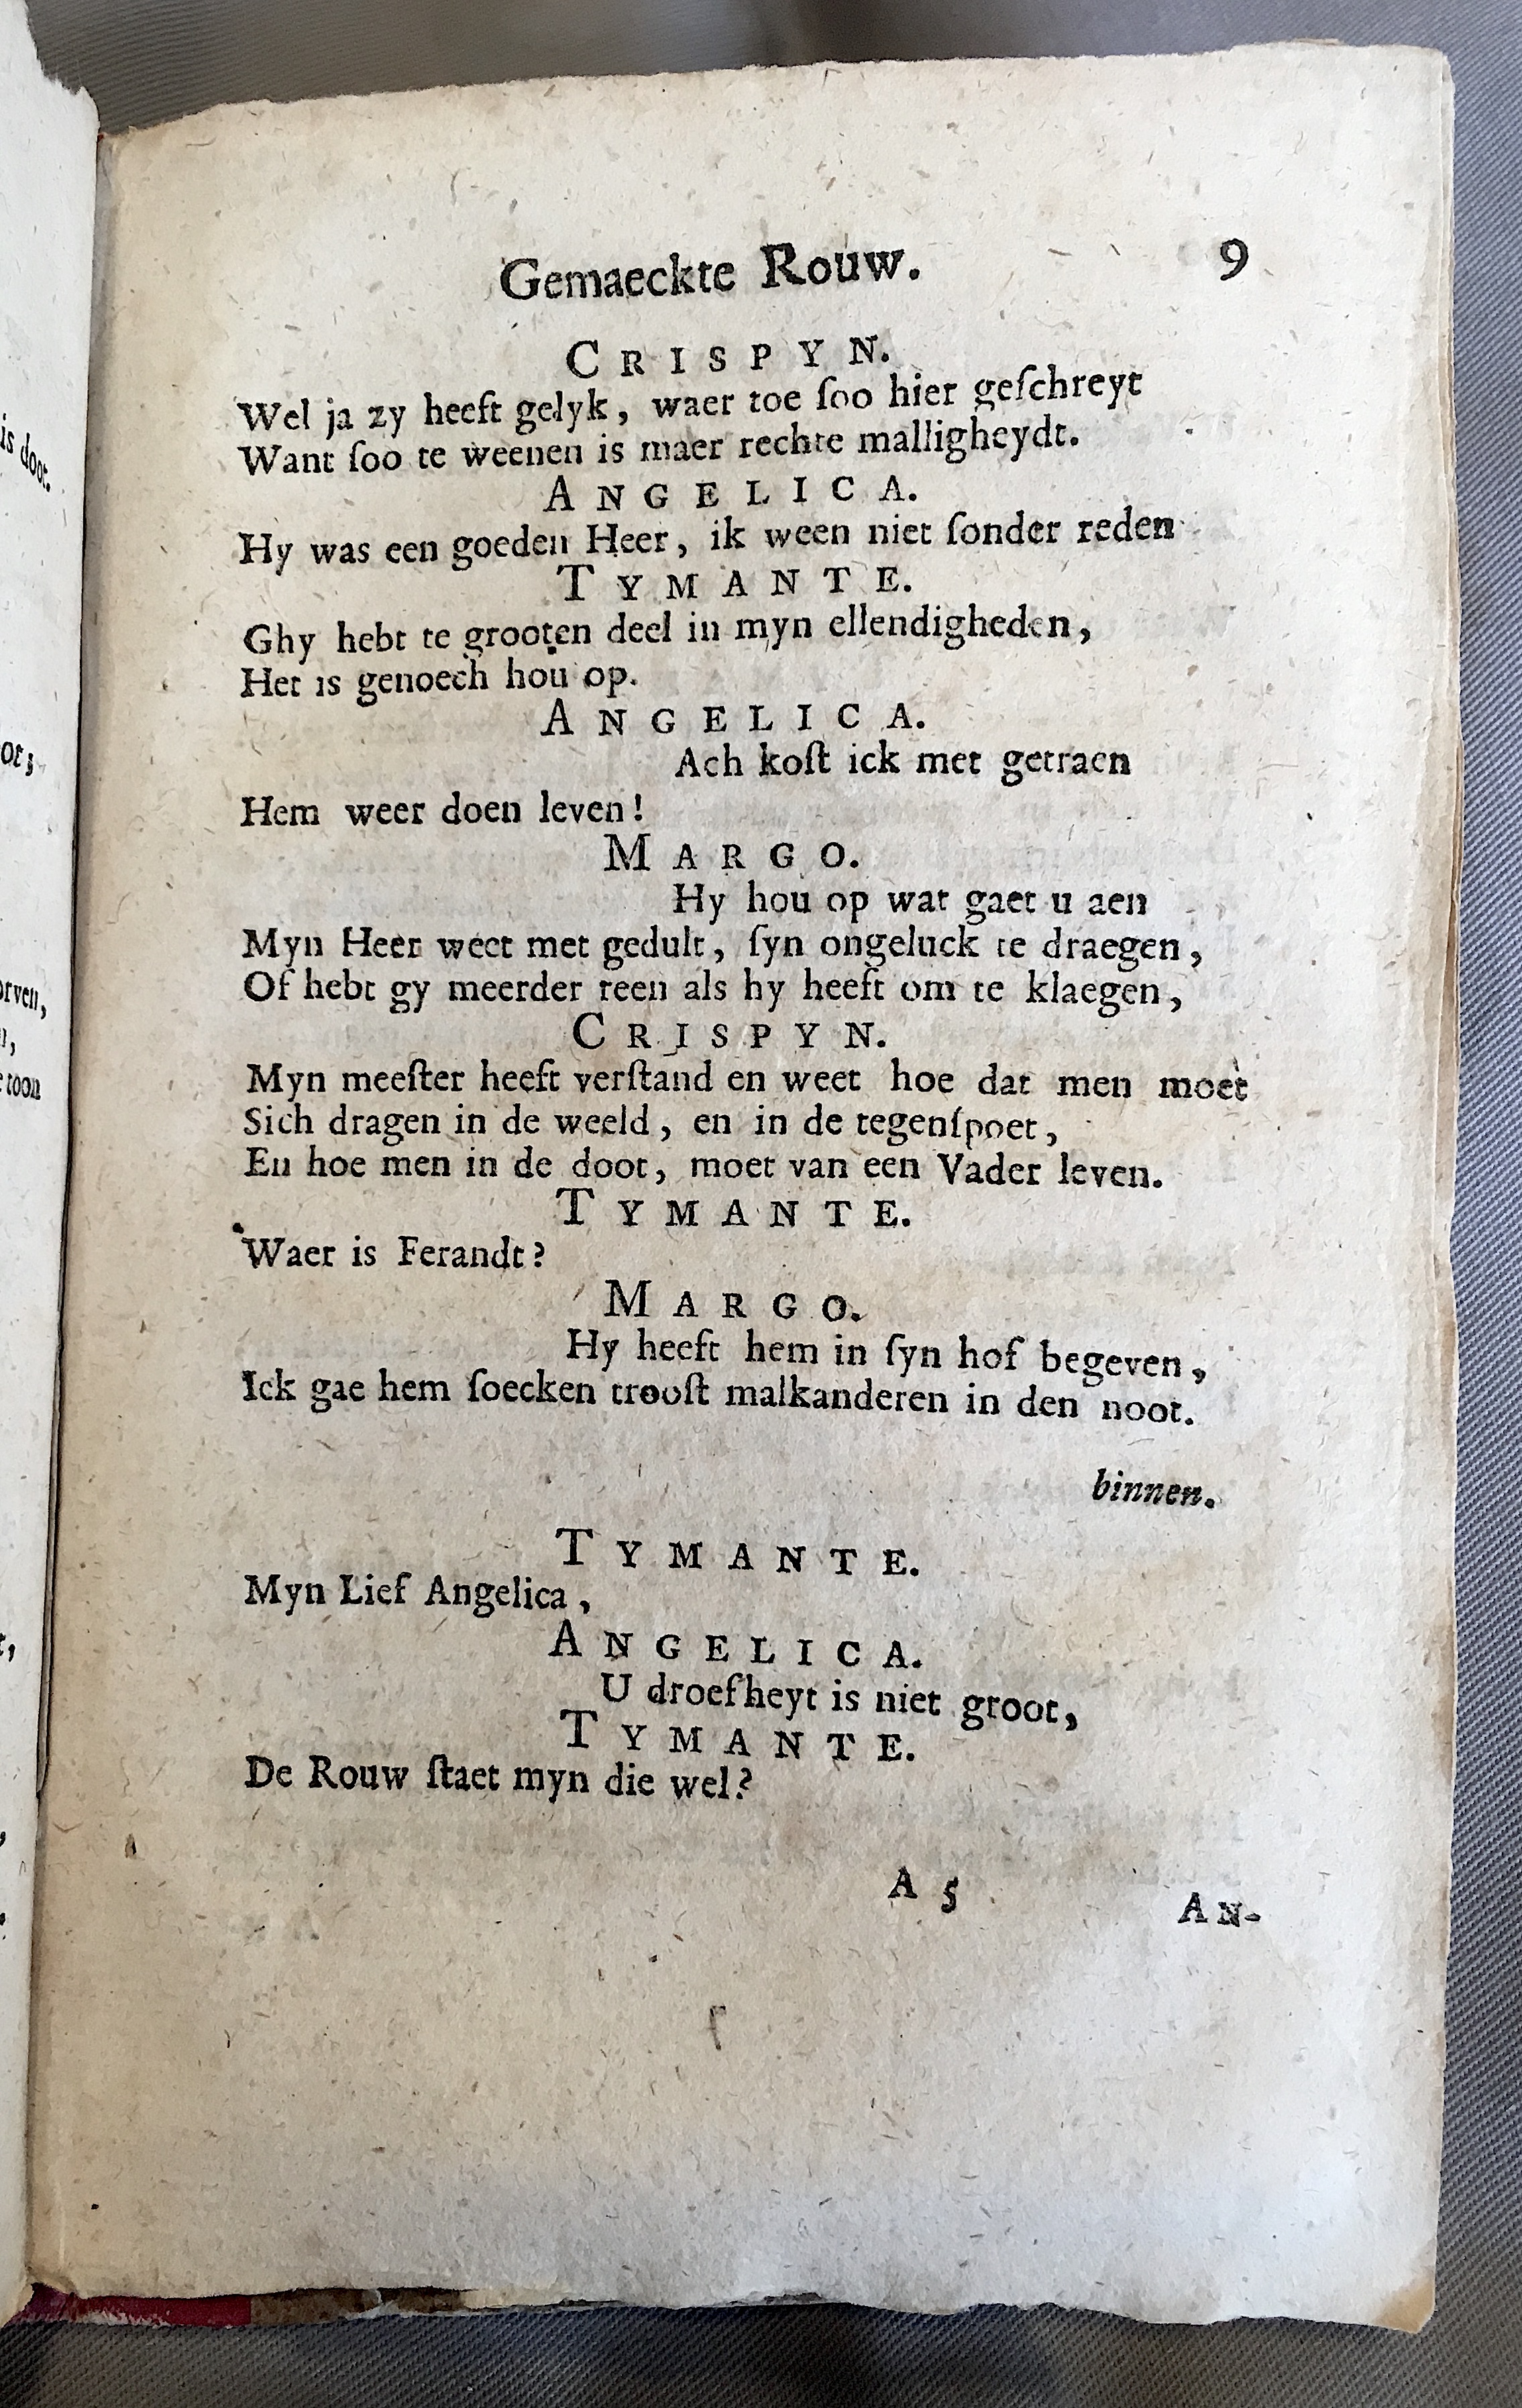 Gemaeckte Rouw. 9
CRISPYN.
Wel ja zy heeft gelyk, waer toe ſoo hier geſchreyt
Want ſoo te weenen is maer rechte malligheydt.
ANGELICA.
Hy was een goeden Heer, ik ween niet ſonder reden
TYMANTE.
Ghy hebt te grooten deel in myn ellendigheden,
Het is genoech hou op.
ANGELICA.
Ach koſt ick met getraen
Hem weer doen leven!
MARGO.
Hy hou op wat gaet u aen
Myn Heer weet met gedult, ſyn ongeluck te draegen,
Of hebt gy meerder reen als hy heeft om te klaegen,
CRISPYN.
Myn meeſter heeft verſtand en weet hoe dat men moet
Sich dragen in de weeld, en in de tegenſpoet,
En hoe men in de doot, moet van een Vader leven.
TYMANTE.
Waer is Ferandt?
MARGO.
Hy heeft hem in ſyn hof begeven,
Ick gae hem ſoecken trooſt malkanderen in den noot.
binnen.
TYMANTE.
Myn Lief Angelica,
ANGELICA.
U droefheyt is niet groot,
TYMANTE.
De Rouw ſtaet myn die wel?
A 5
AN-